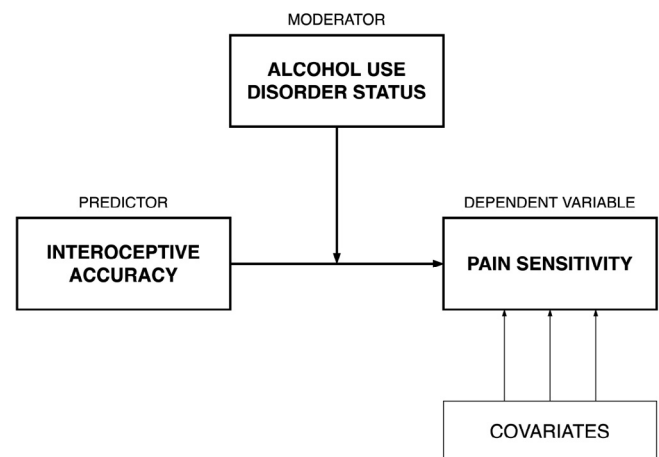 MODERATOR
ALCOHOL USE
DISORDER STATUS
PREDICTOR
INTEROCEPTIVE
ACCURACY
DEPENDENT VARIABLE
PAIN SENSITIVITY
COVARIATES